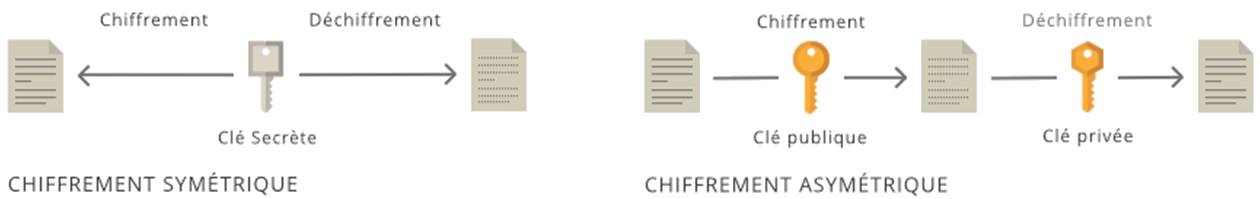 Chiffrement
Déchiffrement
Clé Secrète
CHIFFREMENT SYMÉTRIQUE
Chiffrement
Déchiffrement
Clé publique
Clé privée
CHIFFREMENT ASYMÉTRIQUE